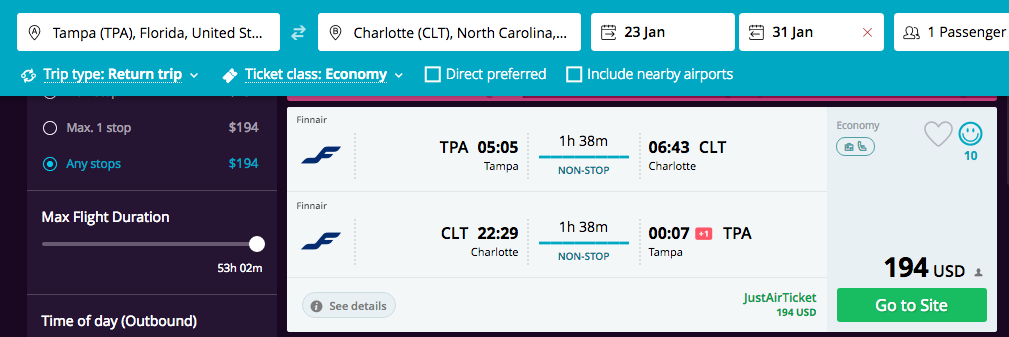 Tampa (TPA), Florida, United St...
Charlotte (CLT), North Carolina,...
23 Jan
31 Jan
1 Passenger
Trip type: Return trip
Ticket class: Economy
Direct preferred
Include nearby airports
Max. 1 stop $194
Any stops $194
Max Flight Duration
53h 02m
Time of day (Outbound)
Finnair
TPA 05:05
Tampa
1h 38m
NON-STOP
06:43 CLT
Charlotte
Finnair
CLT 22:29
Charlotte
1h 38m
NON-STOP
00:07 +1 TPA
Tampa
See details
JustAirTicket
194 USD
Economy
10
194 USD
Go to Site